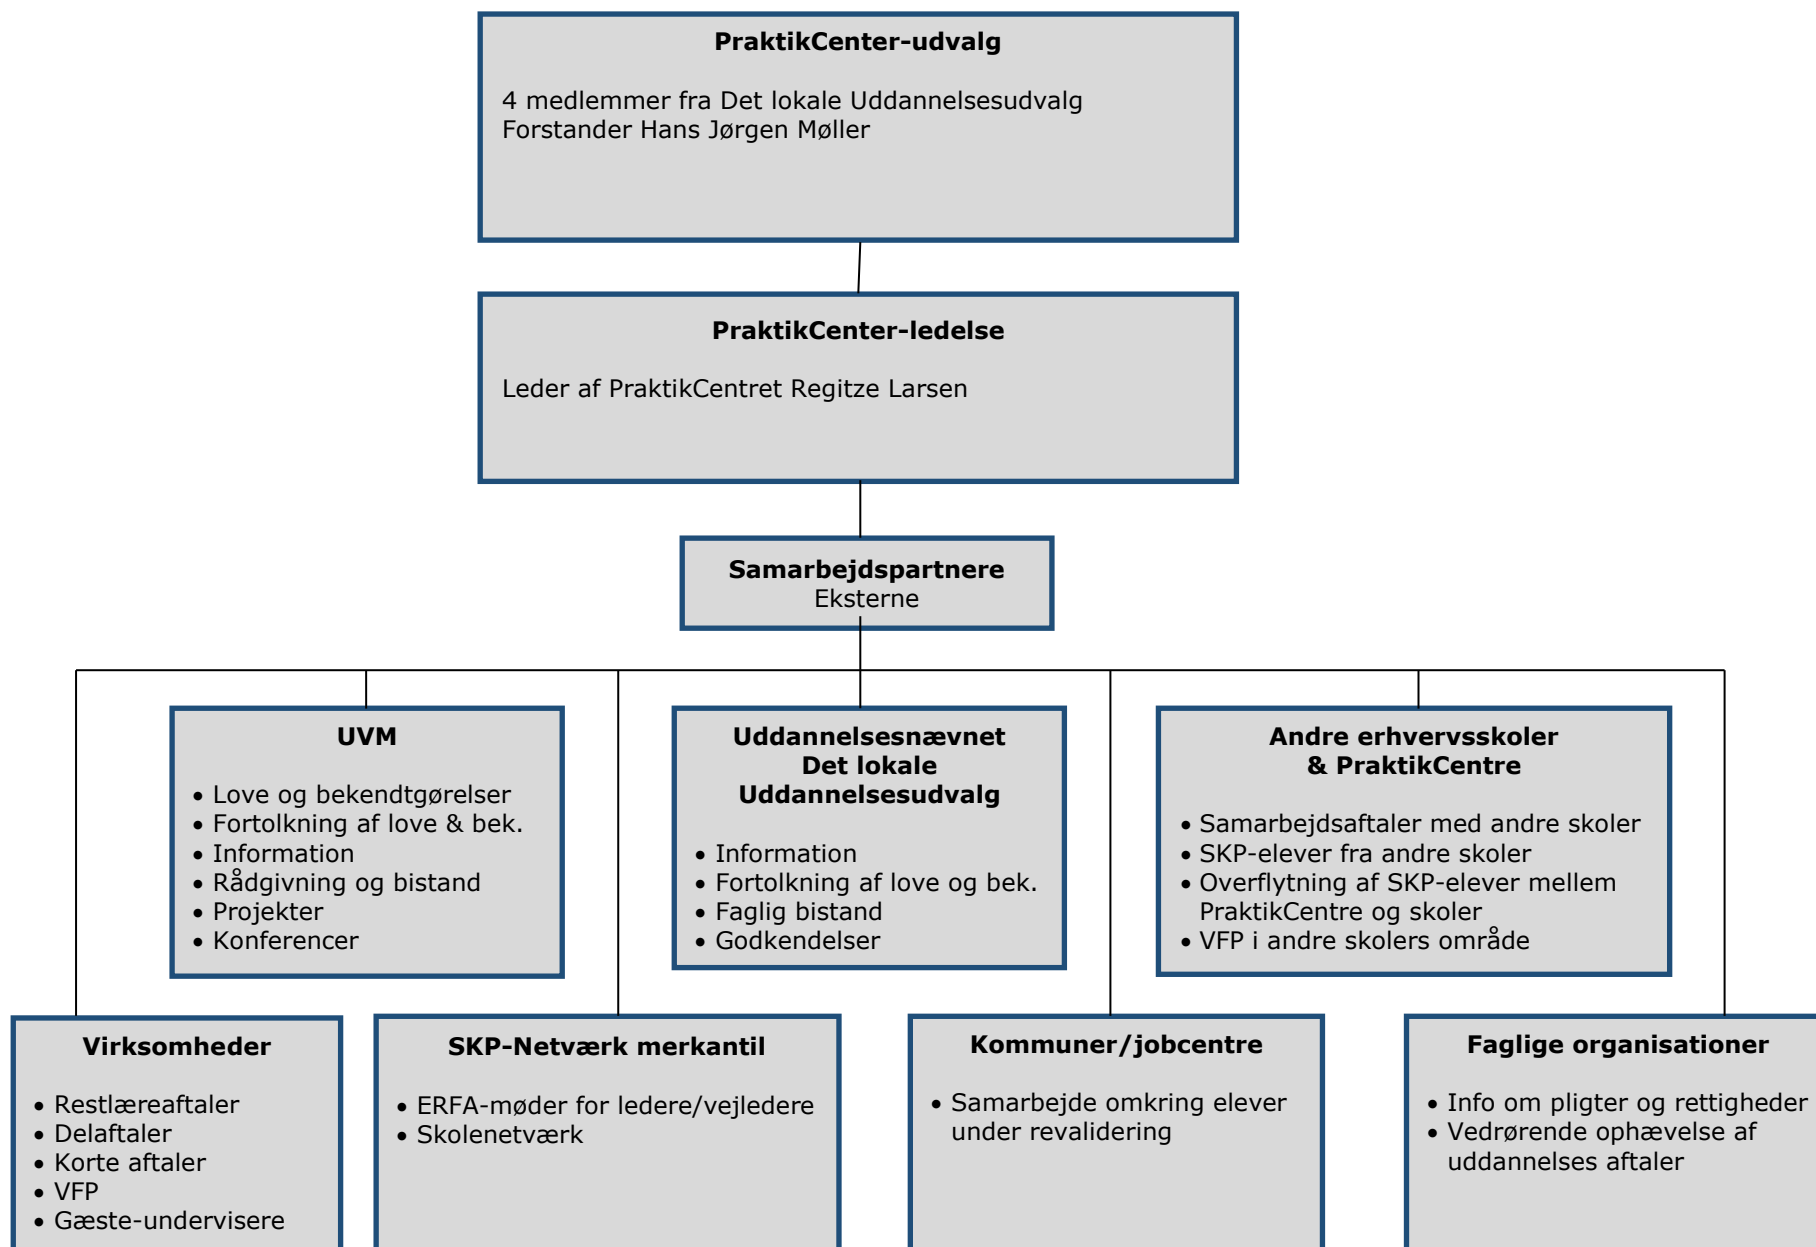 PraktikCenter-udvalg
4 medlemmer fra Det lokale Uddannelsesudvalg
Forstander Hans Jørgen Møller
PraktikCenter-ledelse
Leder af PraktikCentret Regitze Larsen
Samarbejdspartnere
Eksterne
UVM
• Love og bekendtgørelser
• Fortolkning af love & bek.
• Information
• Rådgivning og bistand
• Projekter
• Konferencer
Uddannelsesnævnet
Det lokale
Uddannelsesudvalg
• Information
• Fortolkning af love og bek.
• Faglig bistand
• Godkendelser
Andre erhvervsskoler
& PraktikCentre
• Samarbejdsaftaler med andre skoler
• SKP-elever fra andre skoler
• Overflytning af SKP-elever mellem
PraktikCentre og skoler
• VFP i andre skolers område
Virksomheder
• Restlæreaftaler
• Delaftaler
• Korte aftaler
• VFP
• Gæste-undervisere
SKP-Netværk merkantil
• ERFA-møder for ledere/vejledere
• Skolenetværk
Kommuner/jobcentre
• Samarbejde omkring elever
under revalidering
Faglige organisationer
• Info om pligter og rettigheder
• Vedrørende ophævelse af
uddannelses aftaler